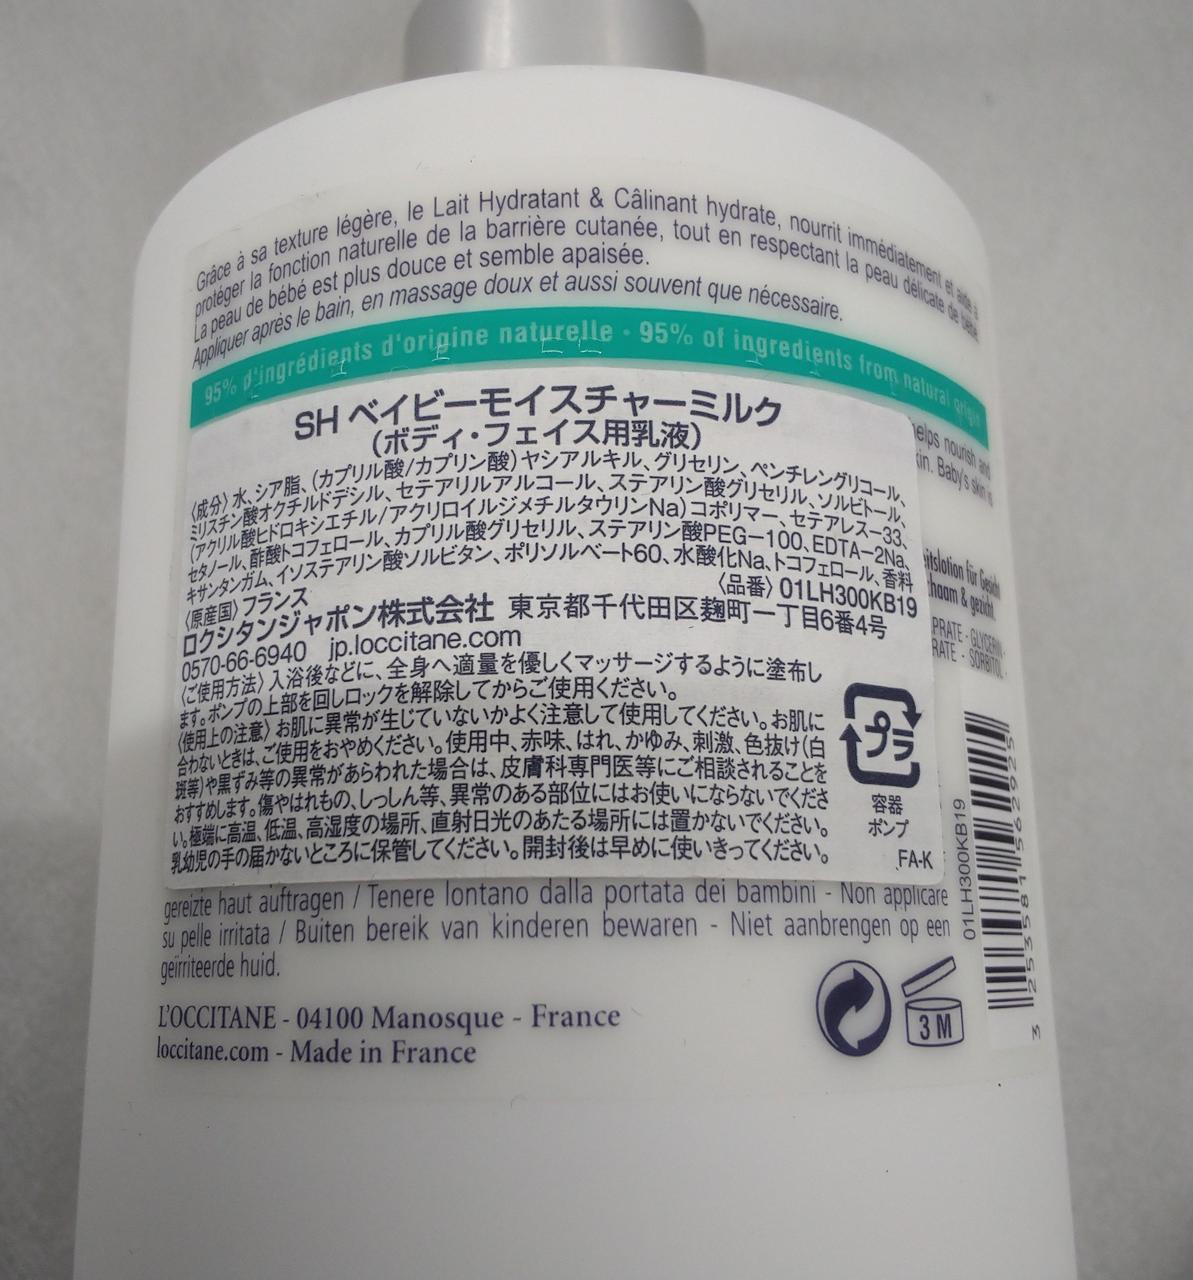 Grâce à sa texture légère, le Lait Hydratant & Câlinant hydrate, nourrit immédiatement et aide à
protéger la fonction naturelle de la barrière cutanée, tout en respectant la peau délicate de bébé
La peau de bébé est plus douce et semble apaisée.
Appliquer après le bain, en massage doux et aussi souvent que nécessaire.
95% d'ingrédients d'origine naturelle · 95% of ingredients from natural origin
helps nourish and
kin. Baby's skin is
SH ベイビーモイスチャーミルク
(ボディ・フェイス用乳液)
〈成分〉水、シア脂、(カプリル酸/カプリン酸)ヤシアルキル、グリセリン、ペンチレングリコール、
ミリスチン酸オクチルドデシル、セテアリルアルコール、ステアリン酸グリセリル、ソルビトール、
(アクリル酸ヒドロキシエチル/アクリロイルジメチルタウリンNa)コポリマー、セテアレス-33、
セタノール、酢酸トコフェロール、カプリル酸グリセリル、ステアリン酸PEG-100、EDTA-2Na、
キサンタンガム、イソステアリン酸ソルビタン、ポリソルベート60、水酸化Na、トコフェロール、香料
〈原産国〉フランス 〈品番〉01LH300KB19
ロクシタンジャポン株式会社 東京都千代田区麹町一丁目6番4号
0570-66-6940 jp.loccitane.com
〈ご使用方法〉入浴後などに、全身へ適量を優しくマッサージするように塗布し
ます。ポンプの上部を回しロックを解除してからご使用ください。
〈使用上の注意〉お肌に異常が生じていないかよく注意して使用してください。お肌に
合わないときは、ご使用をおやめください。使用中、赤味、はれ、かゆみ、刺激、色抜け(白
斑等)や黒ずみ等の異常があらわれた場合は、皮膚科専門医等にご相談されることを
おすすめします。傷やはれもの、しっしん等、異常のある部位にはお使いにならないでくださ
い。極端に高温、低温、高湿度の場所、直射日光のあたる場所には置かないでください。
乳幼児の手の届かないところに保管してください。開封後は早めに使いきってください。
プラ
容器
ポンプ
FA-K
eitslotion für Gesicht
haam & gezicht.
PRATE - GLYCERIN -
RATE - SORBITOL -
gereizte haut auftragen / Tenere lontano dalla portata dei bambini - Non applicare
su pelle irritata / Buiten bereik van kinderen bewaren - Niet aanbrengen op een
geïrriteerde huid.
L'OCCITANE - 04100 Manosque - France
loccitane.com - Made in France
3 M
01LH300KB19
3 253581 562925